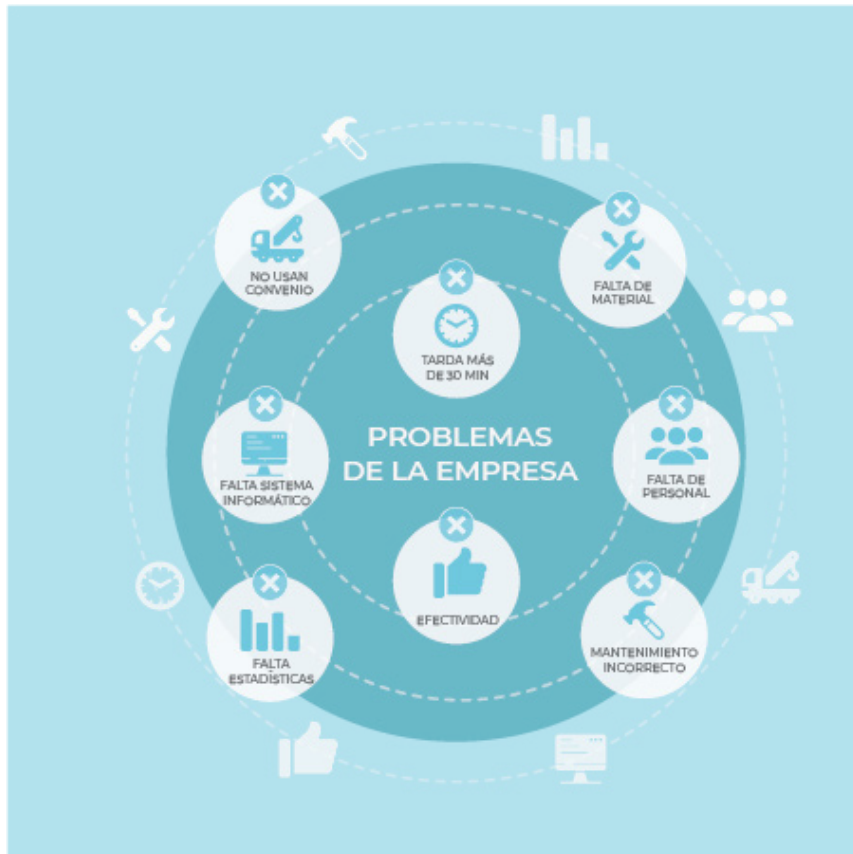 NO USAN
CONVENIO
FALTA DE
MATERIAL
TARDA MÁS
DE 30 MIN
PROBLEMAS
DE LA EMPRESA
FALTA SISTEMA
INFORMÁTICO
FALTA DE
PERSONAL
EFECTIVIDAD
FALTA
ESTADÍSTICAS
MANTENIMIENTO
INCORRECTO